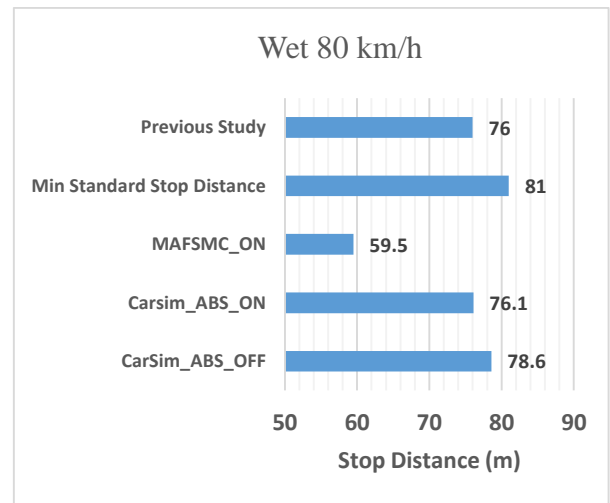 Wet 80 km/h
Previous Study 76
Min Standard Stop Distance 81
MAFSMC_ON 59.5
Carsim_ABS_ON 76.1
CarSim_ABS_OFF 78.6
50 60 70 80 90
Stop Distance (m)